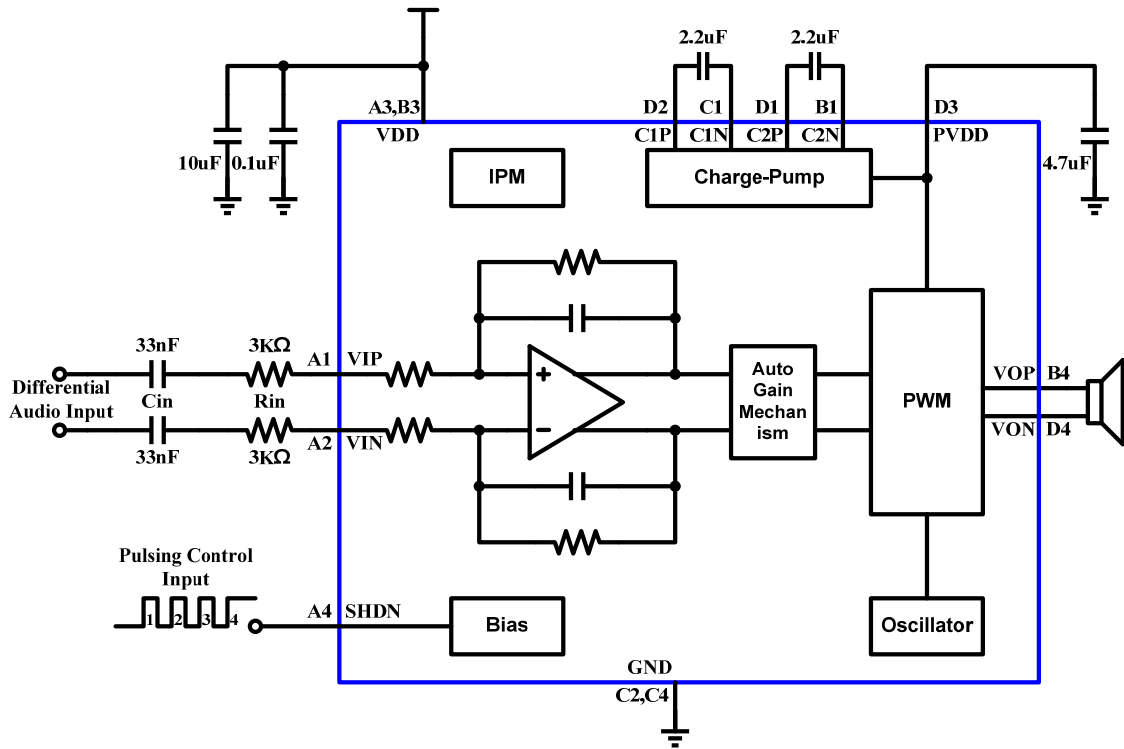 2.2uF 2.2uF
A3,B3 D2 C1 D1 B1 D3
VDD C1P C1N C2P C2N PVDD
10uF 0.1uF 4.7uF
IPM
Charge-Pump
33nF 3KΩ A1 VIP
Differential
Audio Input
Cin Rin
33nF 3KΩ A2 VIN
+
−
Auto
Gain
Mechan
ism
PWM
VOP B4
VON D4
Pulsing Control
Input
1 2 3 4
A4 SHDN
Bias
Oscillator
GND
C2,C4